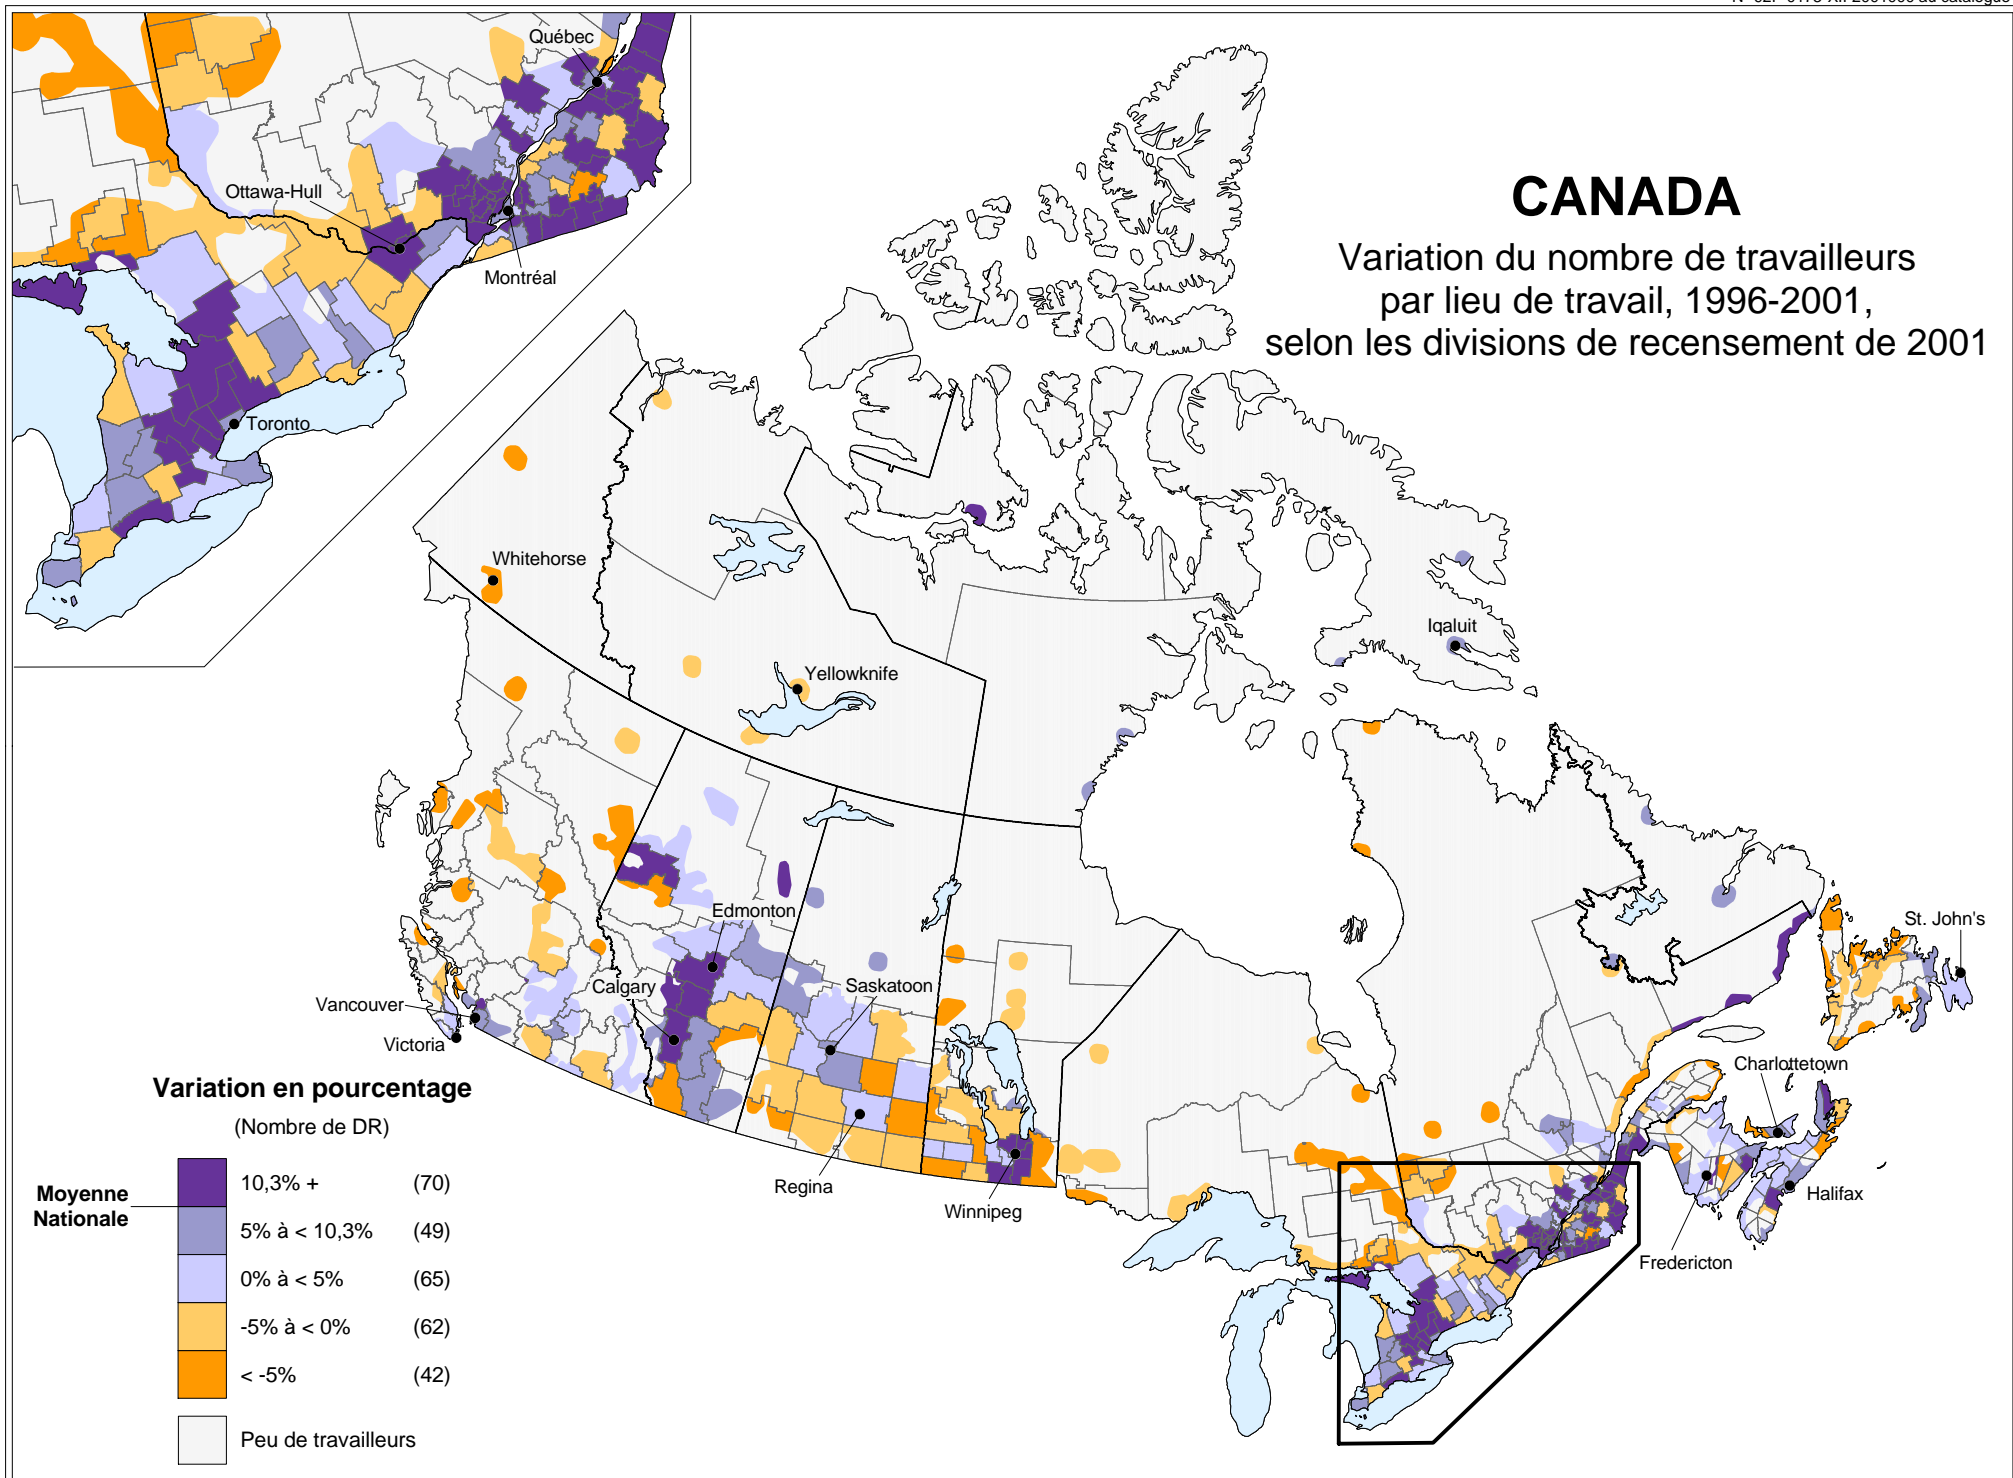 CANADA
Variation du nombre de travailleurs
par lieu de travail, 1996-2001,
selon les divisions de recensement de 2001
Québec
Ottawa-Hull
Montréal
Toronto
Whitehorse
Yellowknife
Iqaluit
Edmonton
Calgary
Saskatoon
Vancouver
Victoria
Regina
Winnipeg
St. John's
Charlottetown
Halifax
Fredericton
Variation en pourcentage
(Nombre de DR)
Moyenne
Nationale
10,3% + (70)
5% à < 10,3% (49)
0% à < 5% (65)
-5% à < 0% (62)
< -5% (42)
Peu de travailleurs